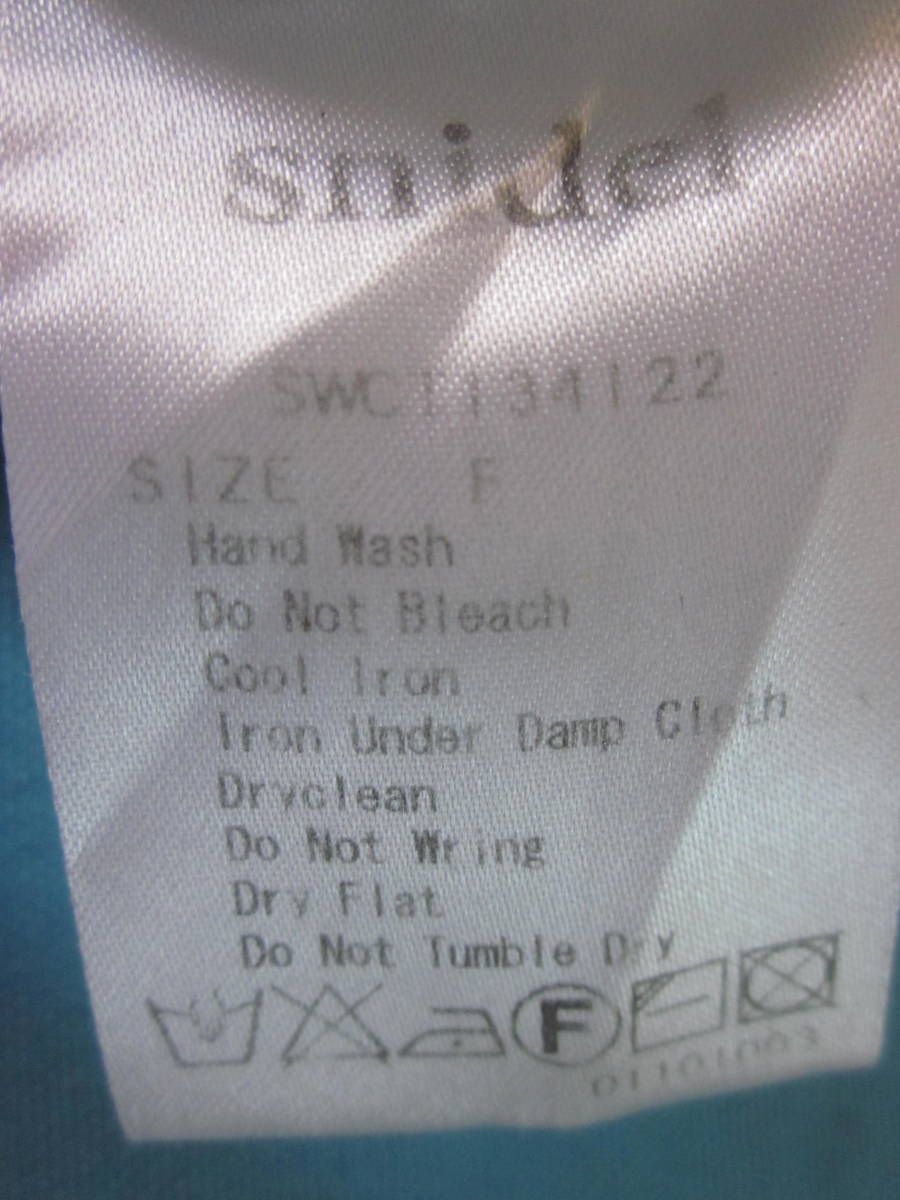 snidel
SWCT134122
SIZE F
Hand Wash
Do Not Bleach
Cool Iron
Iron Under Damp Cloth
Dryclean
Do Not Wring
Dry Flat
Do Not Tumble Dry
F